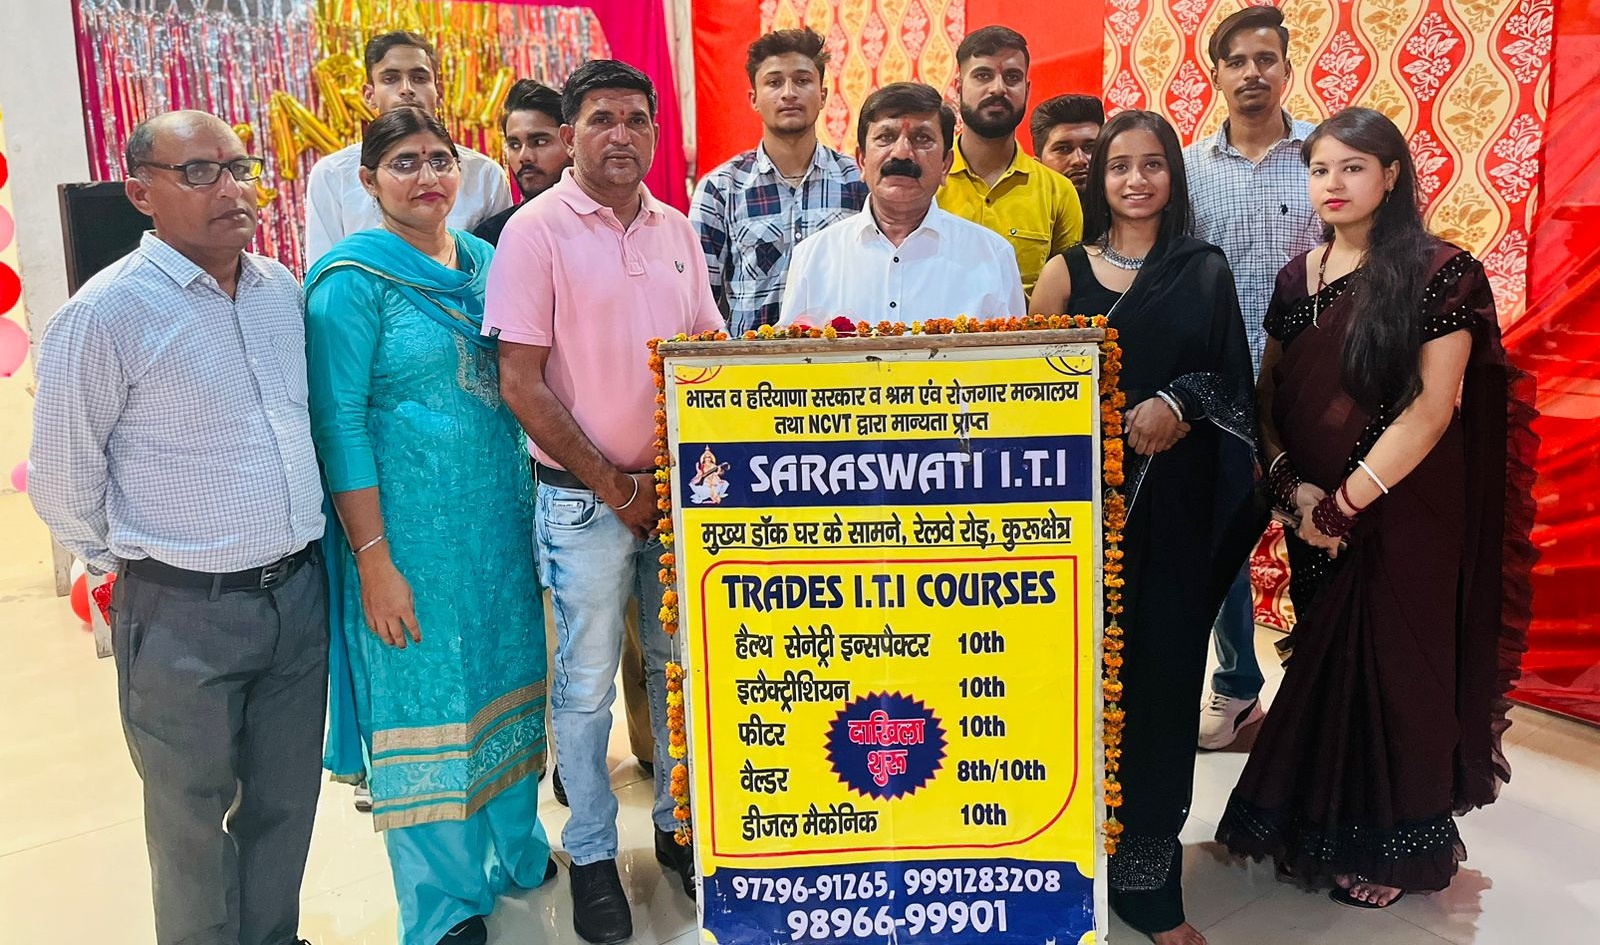 भारत व हरियाणा सरकार व श्रम एंव रोजगार मन्त्रालय
तथा NCVT द्वारा मान्यता प्राप्त
SARASWATI I.T.I
मुख्य डॉक घर के सामने, रेलवे रोड़, कुरूक्षेत्र
TRADES I.T.I COURSES
हैल्थ सेनेट्री इन्सपैक्टर 10th
इलैक्ट्रीशियन 10th
फीटर 10th
वैल्डर 8th/10th
डीजल मैकेनिक 10th
दाखिला
शुरू
97296-91265, 9991283208
98966-99901